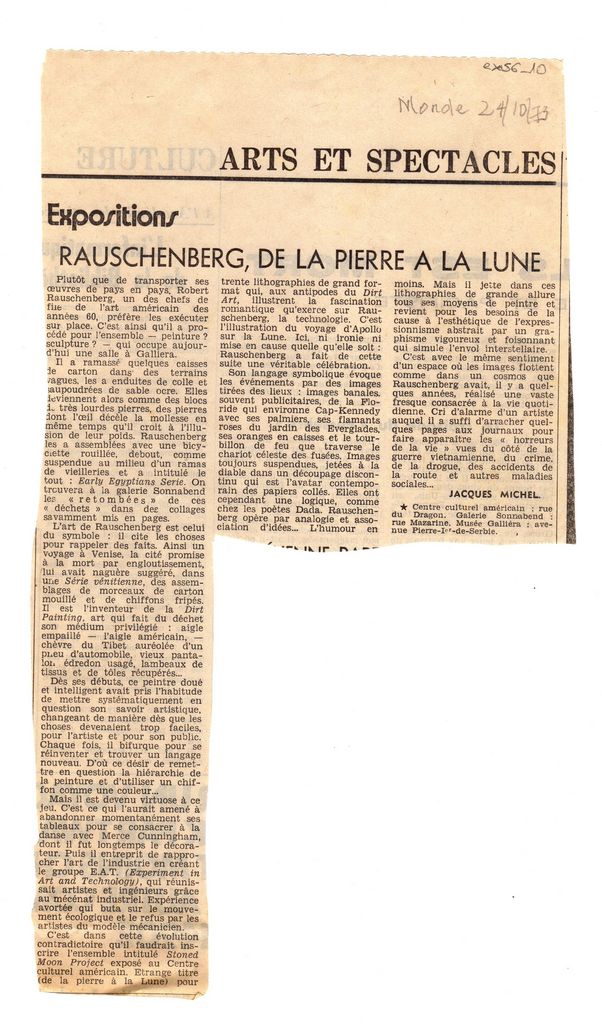 exs56_10
Monde 24/10/73
ARTS ET SPECTACLES
Expositions
RAUSCHENBERG, DE LA PIERRE A LA LUNE
Plutôt que de transporter ses
œuvres de pays en pays, Robert
Rauschenberg, un des chefs de
file de l'art américain des
années 60, préfère les exécuter
sur place. C'est ainsi qu'il a pro-
cédé pour l'ensemble — peinture ?
sculpture ? — qui occupe aujour-
d'hui une salle à Galliera.
Il a ramassé quelques caisses
de carton dans des terrains
vagues, les a enduites de colle et
saupoudrées de sable ocre. Elles
deviennent alors comme des blocs
de très lourdes pierres, des pierres
dont l'œil décèle la mollesse en
même temps qu'il croit à l'illu-
sion de leur poids. Rauschenberg
les a assemblées avec une bicy-
clette rouillée, debout, comme
suspendue au milieu d'un ramas
de vieilleries et a intitulé le
tout : Early Egyptians Serie. On
trouvera à la galerie Sonnabend
les « retombées » de ces
« déchets » dans des collages
savamment mis en pages.
L'art de Rauschenberg est celui
du symbole : il cite les choses
pour rappeler des faits. Ainsi un
voyage à Venise, la cité promise
à la mort par engloutissement,
lui avait naguère suggéré, dans
une Série vénitienne, des assem-
blages de morceaux de carton
mouillé et de chiffons fripés.
Il est l'inventeur de la Dirt
Painting, art qui fait du déchet
son médium privilégié : aigle
empaillé — l'aigle américain, —
chèvre du Tibet auréolée d'un
pneu d'automobile, vieux panta-
lon, édredon usagé, lambeaux de
tissus et de tôles récupérés...
Dès ses débuts, ce peintre doué
et intelligent avait pris l'habitude
de mettre systématiquement en
question son savoir artistique,
changeant de manière dès que les
choses devenaient trop faciles,
pour l'artiste et pour son public.
Chaque fois, il bifurque pour se
réinventer et trouver un langage
nouveau. D'où ce désir de remet-
tre en question la hiérarchie de
la peinture et d'utiliser un chif-
fon comme une couleur...
Mais il est devenu virtuose à ce
jeu. C'est ce qui l'aurait amené à
abandonner momentanément ses
tableaux pour se consacrer à la
danse avec Merce Cunningham,
dont il fut longtemps le décora-
teur. Puis il entreprit de rappro-
cher l'art de l'industrie en créant
le groupe E.A.T. (Experiment in
Art and Technology), qui réunis-
sait artistes et ingénieurs grâce
au mécénat industriel. Expérience
avortée qui buta sur le mouve-
ment écologique et le refus par les
artistes du modèle mécanicien.
C'est dans cette évolution
contradictoire qu'il faudrait ins-
crire l'ensemble intitulé Stoned
Moon Project exposé au Centre
culturel américain. Etrange titre
(de la pierre à la Lune) pour
trente lithographies de grand for-
mat qui, aux antipodes du Dirt
Art, illustrent la fascination
romantique qu'exerce sur Rau-
schenberg, la technologie. C'est
l'illustration du voyage d'Apollo
sur la Lune. Ici, ni ironie ni
mise en cause quelle qu'elle soit :
Rauschenberg a fait de cette
suite une véritable célébration.
Son langage symbolique évoque
les événements par des images
tirées des lieux : images banales,
souvent publicitaires, de la Flo-
ride qui environne Cap-Kennedy
avec ses palmiers, ses flamants
roses du jardin des Everglades,
ses oranges en caisses et le tour-
billon de feu que traverse le
chariot céleste des fusées. Images
toujours suspendues, jetées à la
diable dans un découpage discon-
tinu qui est l'avatar contempo-
rain des papiers collés. Elles ont
cependant une logique, comme
chez les poètes Dada. Rauschen-
berg opère par analogie et asso-
ciation d'idées... L'humour en
moins. Mais il jette dans ces
lithographies de grande allure
tous ses moyens de peintre et
revient pour les besoins de la
cause à l'esthétique de l'expres-
sionnisme abstrait par un gra-
phisme vigoureux et foisonnant
qui simule l'envol interstellaire.
C'est avec le même sentiment
d'un espace où les images flottent
comme dans un cosmos que
Rauschenberg avait, il y a quel-
ques années, réalisé une vaste
fresque consacrée à la vie quoti-
dienne. Cri d'alarme d'un artiste
auquel il a suffi d'arracher quel-
ques pages aux journaux pour
faire apparaître les « horreurs
de la vie » vues du côté de la
guerre vietnamienne, du crime,
de la drogue, des accidents de
la route et autres maladies
sociales...
JACQUES MICHEL.
★ Centre culturel américain : rue
du Dragon. Galerie Sonnabend :
rue Mazarine. Musée Galliéra : ave-
nue Pierre-Ier-de-Serbie.